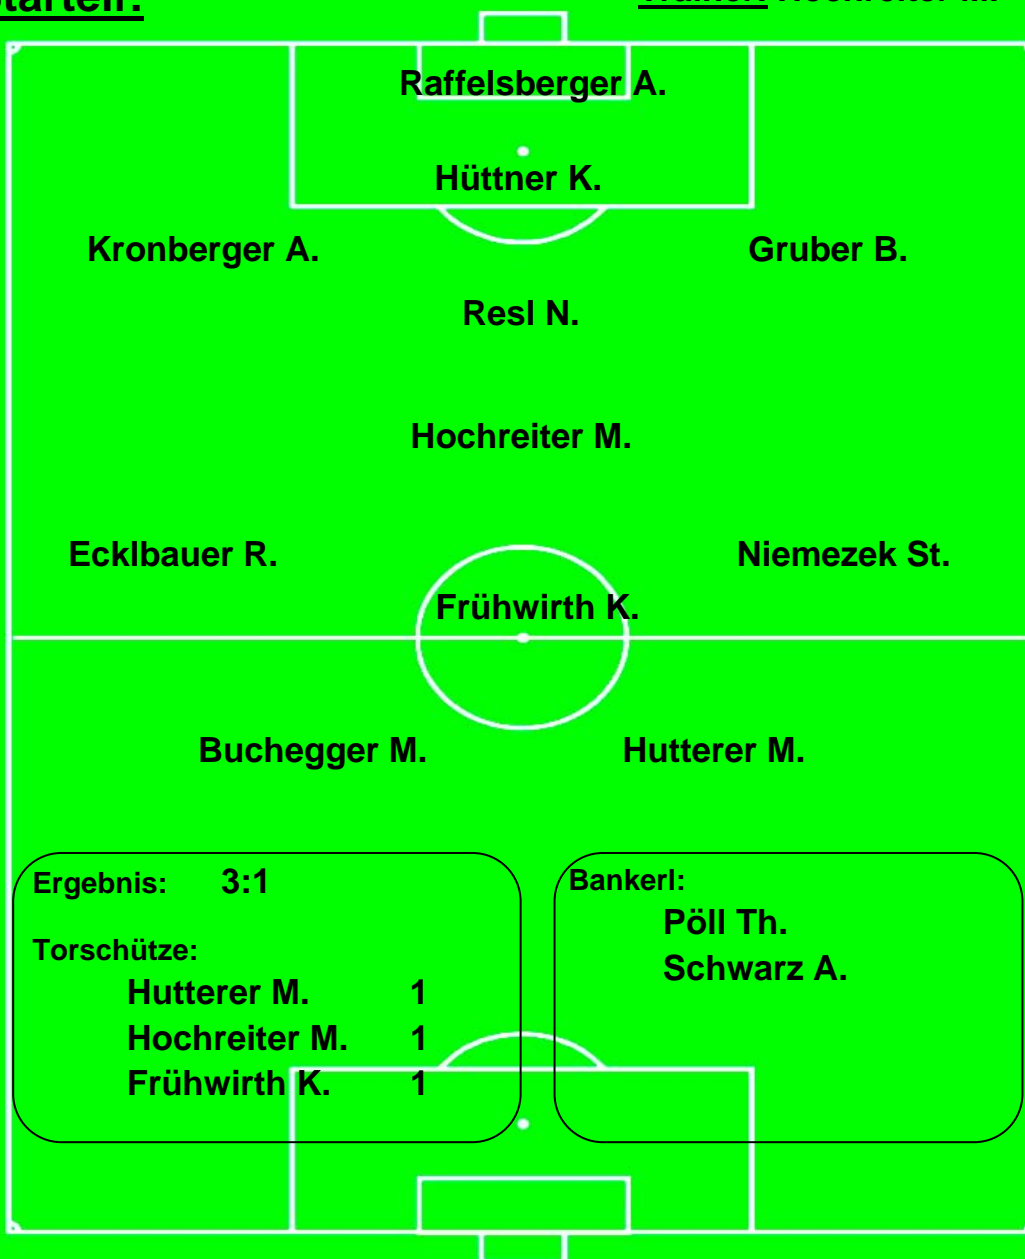 Raffelsberger A.
Hüttner K.
Kronberger A.
Gruber B.
Resl N.
Hochreiter M.
Ecklbauer R.
Niemezek St.
Frühwirth K.
Buchegger M.
Hutterer M.
Ergebnis: 3:1
Torschütze:
Hutterer M. 1
Hochreiter M. 1
Frühwirth K. 1
Bankerl:
Pöll Th.
Schwarz A.